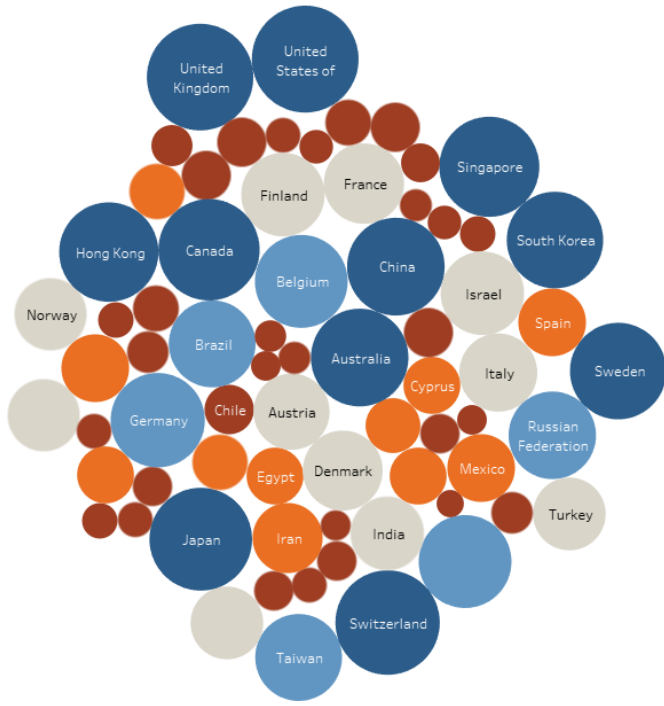 United
States of
United
Kingdom
Singapore
France
Finland
South Korea
Hong Kong
Canada
China
Belgium
Israel
Norway
Spain
Brazil
Australia
Sweden
Italy
Cyprus
Chile
Austria
Germany
Russian
Federation
Denmark
Mexico
Egypt
Turkey
India
Japan
Iran
Switzerland
Taiwan